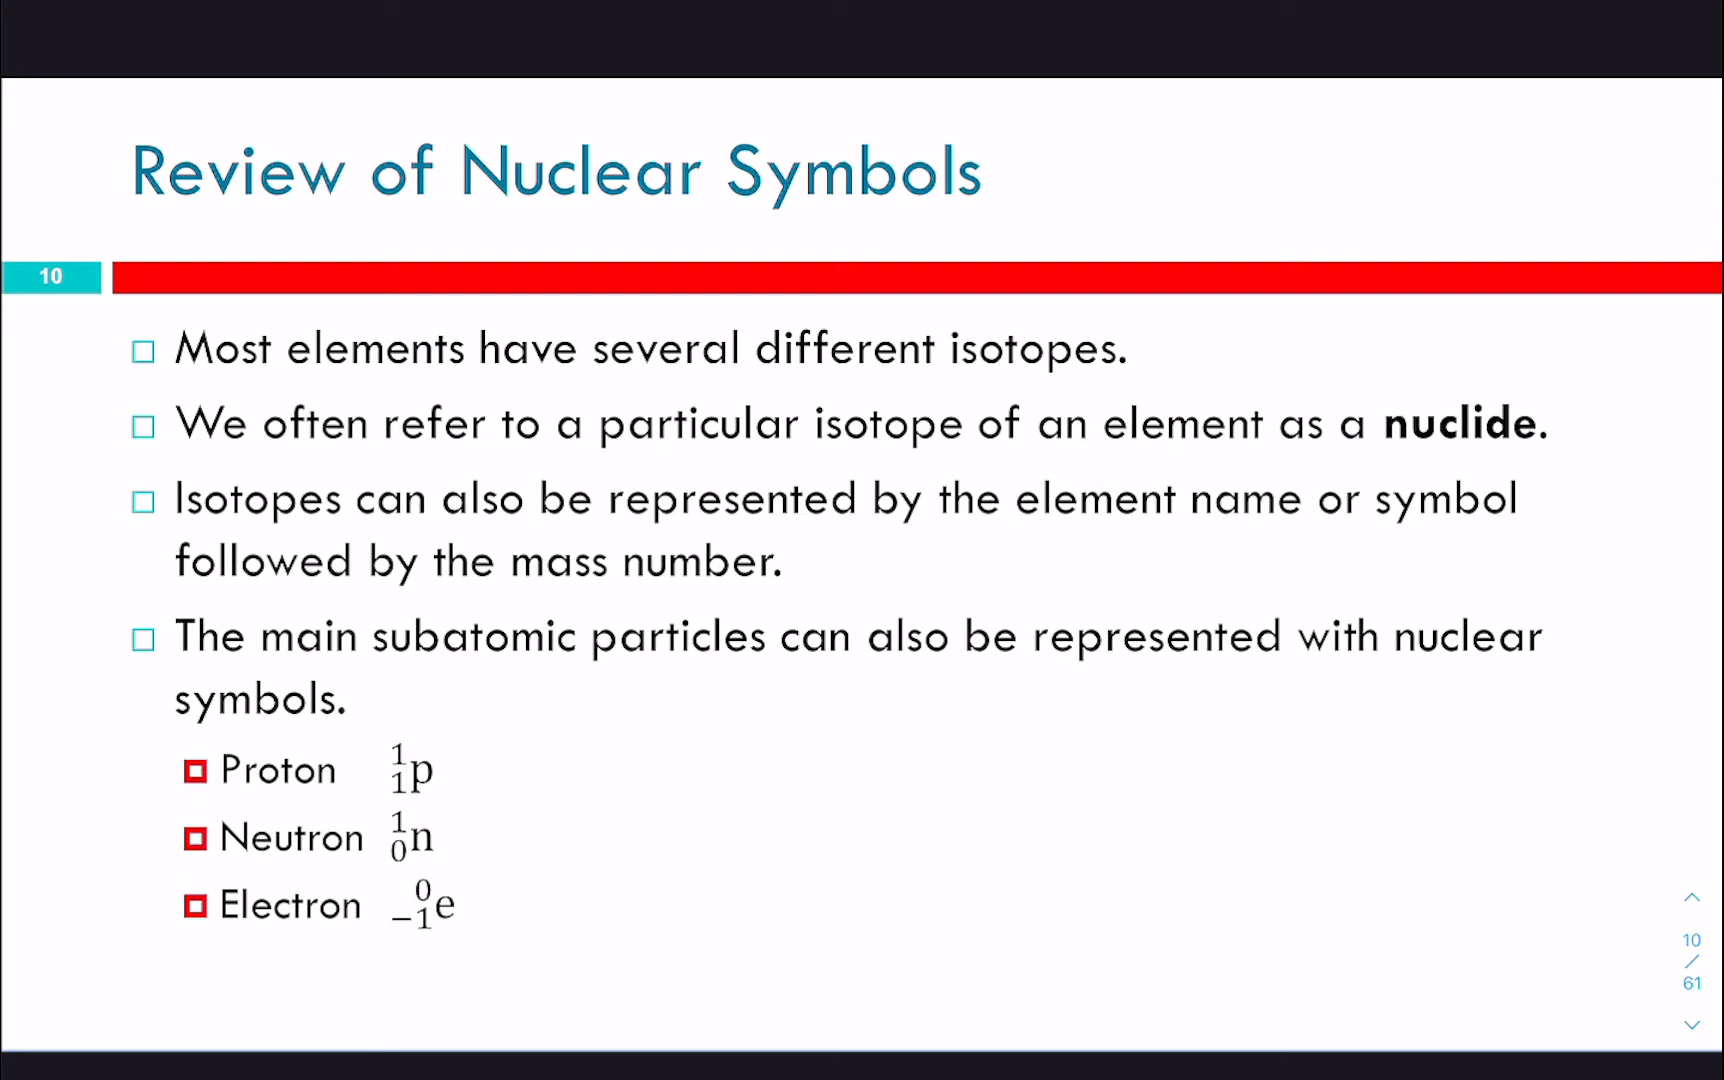 Review of Nuclear Symbols
10
Most elements have several different isotopes.
We often refer to a particular isotope of an element as a nuclide.
Isotopes can also be represented by the element name or symbol
followed by the mass number.
The main subatomic particles can also be represented with nuclear
symbols.
Proton ¹₁p
Neutron ¹₀n
Electron ⁰₋₁e
10
/
61